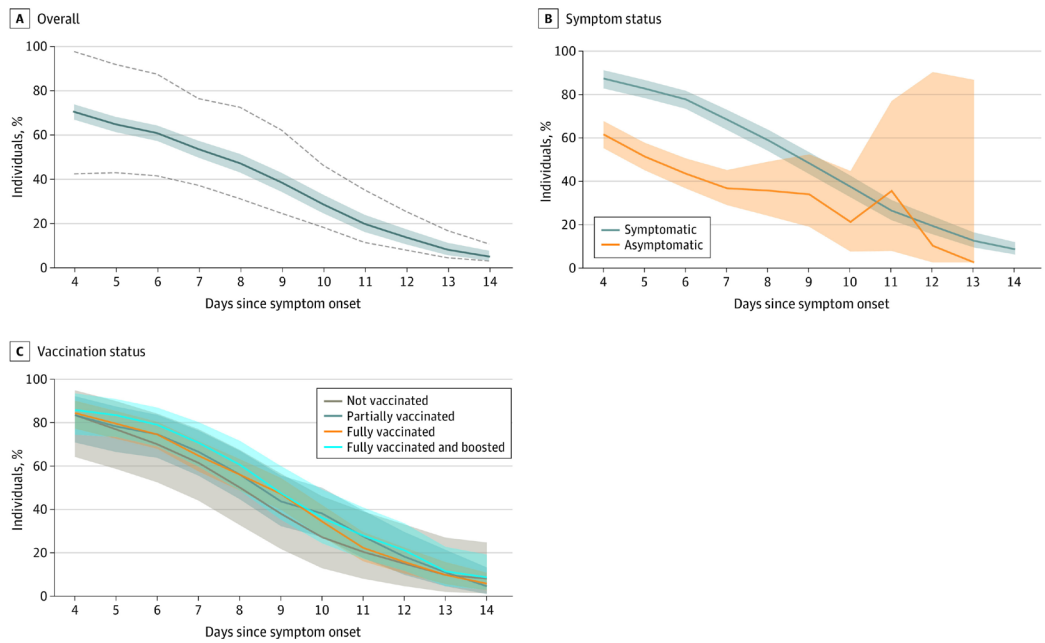 A Overall
Individuals, %
100
80
60
40
20
0
4 5 6 7 8 9 10 11 12 13 14
Days since symptom onset
B Symptom status
Individuals, %
100
80
60
40
20
0
Symptomatic
Asymptomatic
4 5 6 7 8 9 10 11 12 13 14
Days since symptom onset
C Vaccination status
Individuals, %
100
80
60
40
20
0
Not vaccinated
Partially vaccinated
Fully vaccinated
Fully vaccinated and boosted
4 5 6 7 8 9 10 11 12 13 14
Days since symptom onset